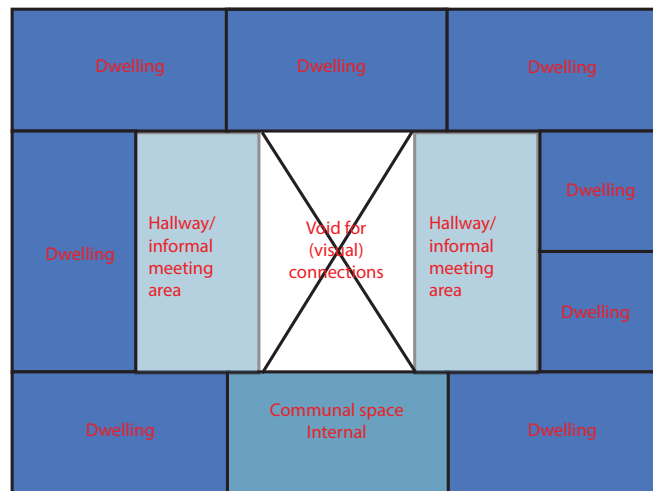 Dwelling
Dwelling
Dwelling
Dwelling
Hallway/
informal
meeting
area
Void for
(visual)
connections
Hallway/
informal
meeting
area
Dwelling
Dwelling
Dwelling
Communal space
Internal
Dwelling